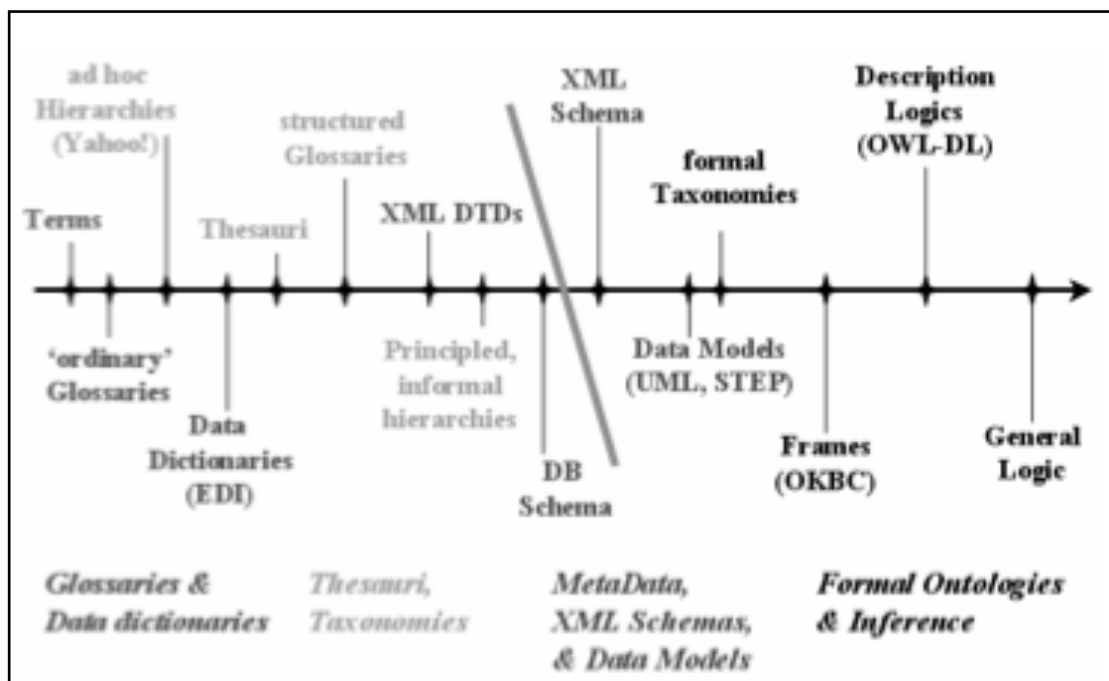 ad hoc
Hierarchies
(Yahoo!)
Terms
'ordinary'
Glossaries
Thesauri
Data
Dictionaries
(EDI)
structured
Glossaries
XML DTDs
Principled,
informal
hierarchies
DB
Schema
XML
Schema
Data Models
(UML, STEP)
formal
Taxonomies
Frames
(OKBC)
Description
Logics
(OWL-DL)
General
Logic
Glossaries &
Data dictionaries
Thesauri,
Taxonomies
MetaData,
XML Schemas,
& Data Models
Formal Ontologies
& Inference